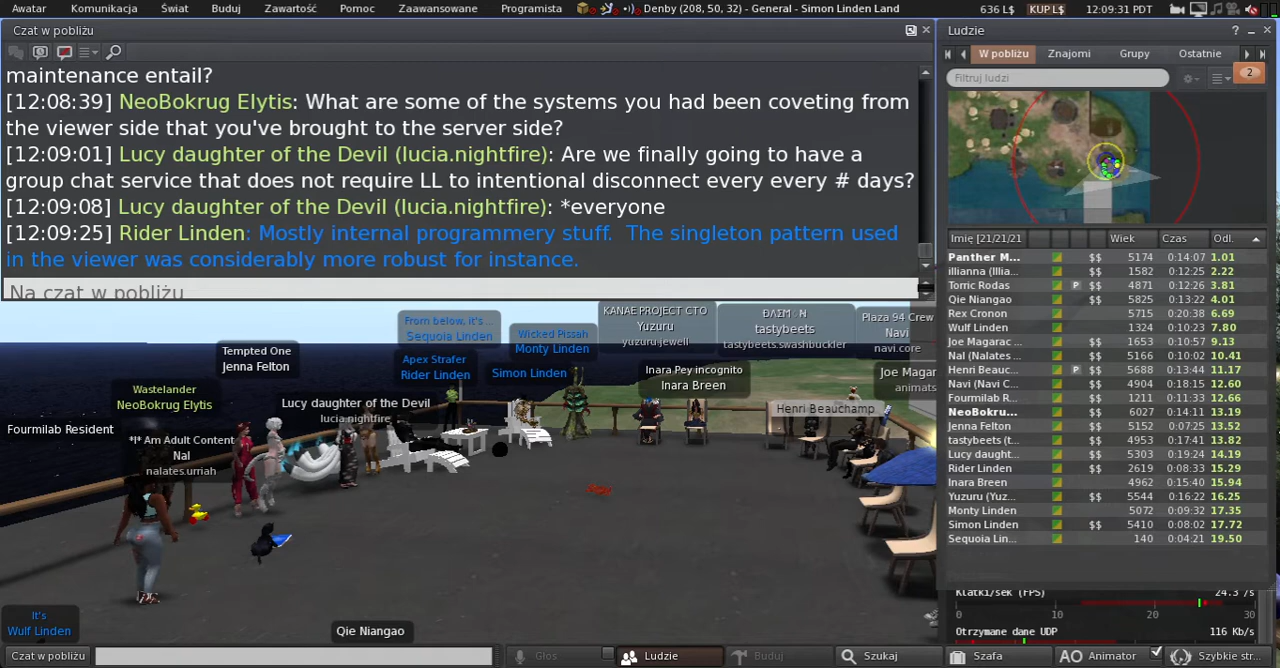 Awatar Komunikacja Świat Buduj Zawartość Pomoc Zaawansowane Programista Denby (208, 50, 32) - General - Simon Linden Land 636 L$ KUP L$ 12:09:31 PDT
Czat w pobliżu
maintenance entail?
[12:08:39] NeoBokrug Elytis: What are some of the systems you had been coveting from
the viewer side that you've brought to the server side?
[12:09:01] Lucy daughter of the Devil (lucia.nightfire): Are we finally going to have a
group chat service that does not require LL to intentional disconnect every every # days?
[12:09:08] Lucy daughter of the Devil (lucia.nightfire): *everyone
[12:09:25] Rider Linden: Mostly internal programmery stuff.  The singleton pattern used
in the viewer was considerably more robust for instance.
Na czat w pobliżu
Ludzie
W pobliżu Znajomi Grupy Ostatnie
Filtruj ludzi
2
Imię [21/21/21 Wiek Czas Odl.
Panther M... $$ 5174 0:14:07 1.01
illianna (Illia... $$ 1582 0:12:25 2.22
Torric Rodas P $$ 4871 0:12:26 3.81
Qie Niangao $$ 5825 0:13:22 4.01
Rex Cronon 5715 0:20:38 6.69
Wulf Linden 1324 0:10:23 7.80
Joe Magarac ... $$ 1653 0:10:57 9.13
Nal (Nalates ... $$ 5166 0:10:02 10.41
Henri Beauc... P $$ 5688 0:13:44 11.17
Navi (Navi C... $$ 4904 0:18:15 12.60
Fourmilab R... $$ 1211 0:11:33 12.66
NeoBokru... $$ 6027 0:14:11 13.19
Jenna Felton $$ 5152 0:07:25 13.52
tastybeets (t... $$ 4953 0:17:41 13.82
Lucy daught... $$ 5303 0:19:24 14.19
Rider Linden $$ 2619 0:08:33 15.29
Inara Breen 4962 0:15:40 15.94
Yuzuru (Yuz... $$ 5544 0:16:22 16.25
Monty Linden 5072 0:09:32 17.35
Simon Linden $$ 5410 0:08:02 17.72
Sequoia Lin... 140 0:04:21 19.50
Klatki/sek (FPS) 24.3 /s
0 10 20 30
Otrzymane dane UDP 116 Kb/s
From below, it's ...
Sequoia Linden
Wicked Pissah
Monty Linden
KANAE PROJECT CTO
Yuzuru
yuzuru.jewell
tastybeets
tastybeets.swashbuckler
Plaza 94 Crew
Navi
navi.core
Tempted One
Jenna Felton
Apex Strafer
Rider Linden
Simon Linden
Inara Pey incognito
Inara Breen
Joe Magar
animats
Wastelander
NeoBokrug Elytis
Lucy daughter of the Devil
lucia.nightfire
Henri Beauchamp
Fourmilab Resident
*!* Am Adult Content
Nal
nalates.urriah
It's
Wulf Linden
Qie Niangao
Czat w pobliżu Głos Ludzie Buduj Szukaj Szafa AO Animator Szybkie str...